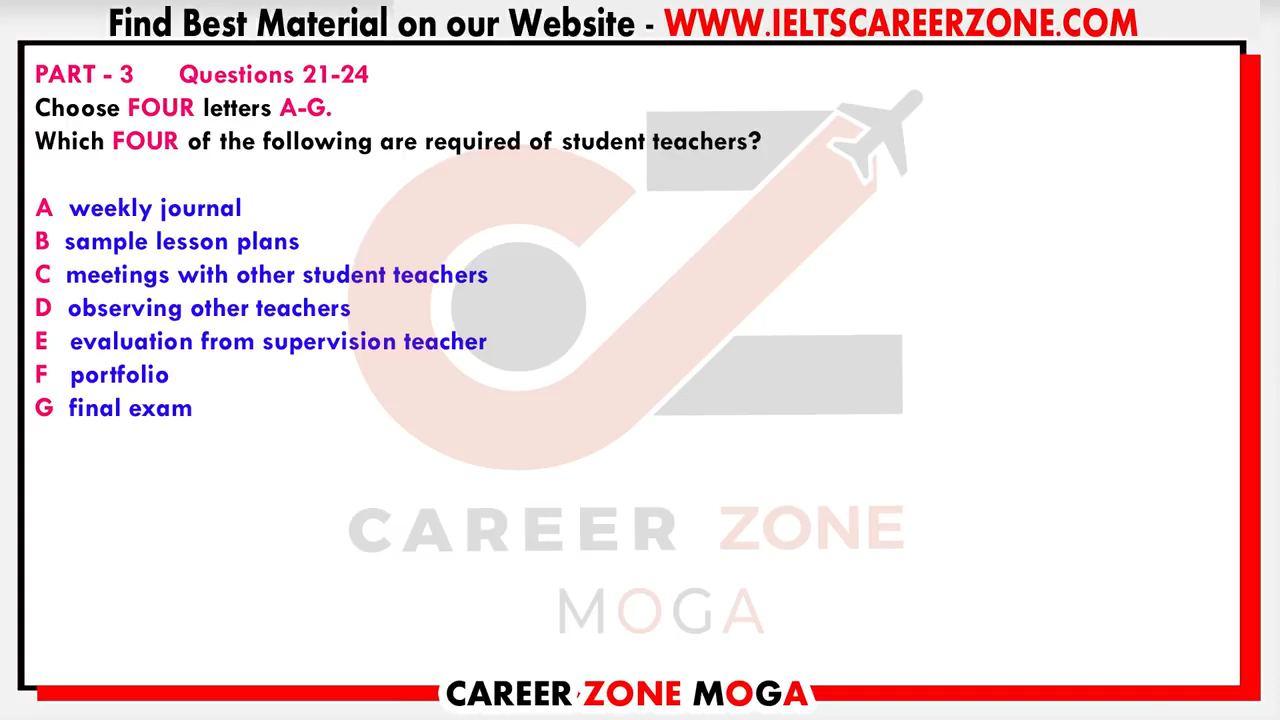 Find Best Material on our Website - WWW.IELTSCAREERZONE.COM
PART - 3 Questions 21-24
Choose FOUR letters A-G.
Which FOUR of the following are required of student teachers?
A weekly journal
B sample lesson plans
C meetings with other student teachers
D observing other teachers
E evaluation from supervision teacher
F portfolio
G final exam
CAREER ZONE
MOGA
CAREER ZONE MOGA